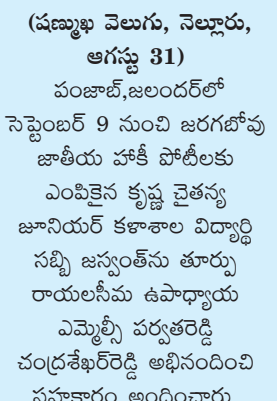 (షణ్ముఖ వెలుగు, నెల్లూరు,
ఆగస్టు 31)
పంజాబ్,జలందర్‌లో
సెప్టెంబర్ 9 నుంచి జరగబోవు
జాతీయ హాకీ పోటీలకు
ఎంపికైన కృష్ణ చైతన్య
జూనియర్ కళాశాల విద్యార్థి
సబ్బి జస్వంత్‌ను తూర్పు
రాయలసీమ ఉపాధ్యాయ
ఎమ్మెల్సీ పర్వతరెడ్డి
చంద్రశేఖర్‌రెడ్డి అభినందించి
సహకారం అందించారు